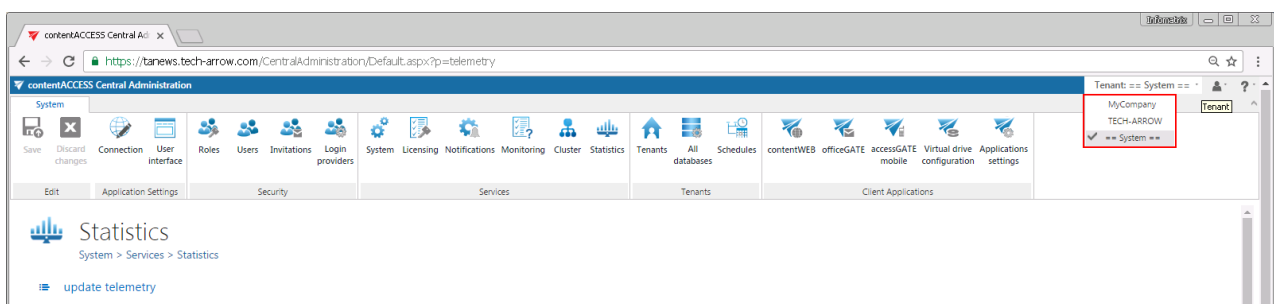 Infometrix
contentACCESS Central Ad
https://tanews.tech-arrow.com/CentralAdministration/Default.aspx?p=telemetry
contentACCESS Central Administration
Tenant: == System ==
?
System
MyCompany
TECH-ARROW
== System ==
Tenant
Save
Discard changes
Connection
User interface
Roles
Users
Invitations
Login providers
System
Licensing
Notifications
Monitoring
Cluster
Statistics
Tenants
All databases
Schedules
contentWEB
officeGATE
accessGATE mobile
Virtual drive configuration
Applications settings
Edit
Application Settings
Security
Services
Tenants
Client Applications
Statistics
System > Services > Statistics
update telemetry